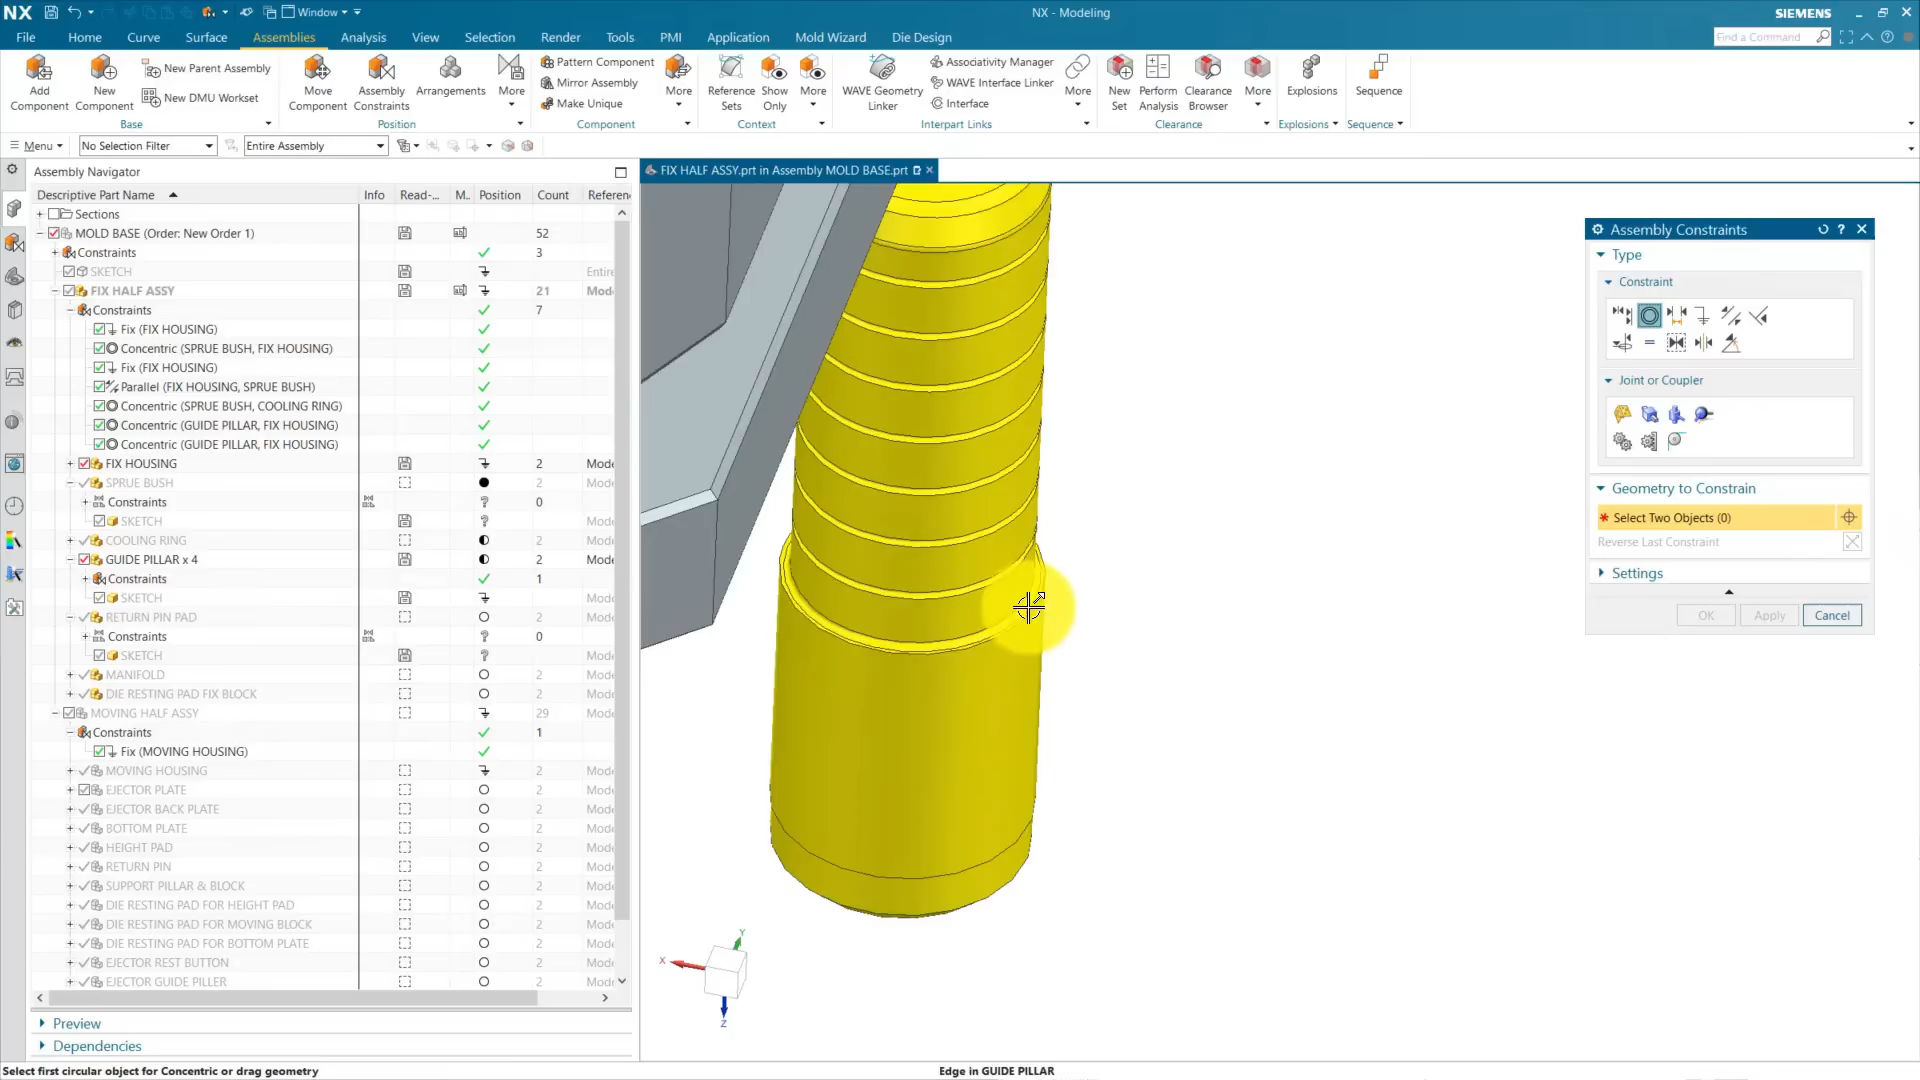 NX
Window
NX - Modeling
SIEMENS
File
Home
Curve
Surface
Assemblies
Analysis
View
Selection
Render
Tools
PMI
Application
Mold Wizard
Die Design
Find a Command
Add Component
New Component
New Parent Assembly
New DMU Workset
Base
Move Component
Assembly Constraints
Arrangements
More
Position
Pattern Component
Mirror Assembly
Make Unique
More
Component
Reference Sets
Show Only
More
Context
WAVE Geometry Linker
Associativity Manager
WAVE Interface Linker
Interface
More
Interpart Links
New Set
Perform Analysis
Clearance Browser
More
Clearance
Explosions
Explosions
Sequence
Sequence
Menu
No Selection Filter
Entire Assembly
Assembly Navigator
FIX HALF ASSY.prt in Assembly MOLD BASE.prt
Descriptive Part Name Info Read-... M.. Position Count Referen
Sections
MOLD BASE (Order: New Order 1) 52
Constraints 3
SKETCH Entire
FIX HALF ASSY 21 Mode
Constraints 7
Fix (FIX HOUSING)
Concentric (SPRUE BUSH, FIX HOUSING)
Fix (FIX HOUSING)
Parallel (FIX HOUSING, SPRUE BUSH)
Concentric (SPRUE BUSH, COOLING RING)
Concentric (GUIDE PILLAR, FIX HOUSING)
Concentric (GUIDE PILLAR, FIX HOUSING)
FIX HOUSING 2 Mode
SPRUE BUSH 2 Mode
Constraints ? 0
SKETCH ? Mode
COOLING RING 2 Mode
GUIDE PILLAR x 4 2 Mode
Constraints 1
SKETCH Mode
RETURN PIN PAD 2 Mode
Constraints ? 0
SKETCH ? Mode
MANIFOLD 2 Mode
DIE RESTING PAD FIX BLOCK 2 Mode
MOVING HALF ASSY 29 Mode
Constraints 1
Fix (MOVING HOUSING)
MOVING HOUSING 2 Mode
EJECTOR PLATE 2 Mode
EJECTOR BACK PLATE 2 Mode
BOTTOM PLATE 2 Mode
HEIGHT PAD 2 Mode
RETURN PIN 2 Mode
SUPPORT PILLAR & BLOCK 2 Mode
DIE RESTING PAD FOR HEIGHT PAD 2 Mode
DIE RESTING PAD FOR MOVING BLOCK 2 Mode
DIE RESTING PAD FOR BOTTOM PLATE 2 Mode
EJECTOR REST BUTTON 2 Mode
EJECTOR GUIDE PILLER 2 Mode
Preview
Dependencies
X
Y
Z
Assembly Constraints
Type
Constraint
Joint or Coupler
Geometry to Constrain
* Select Two Objects (0)
Reverse Last Constraint
Settings
OK Apply Cancel
Select first circular object for Concentric or drag geometry
Edge in GUIDE PILLAR